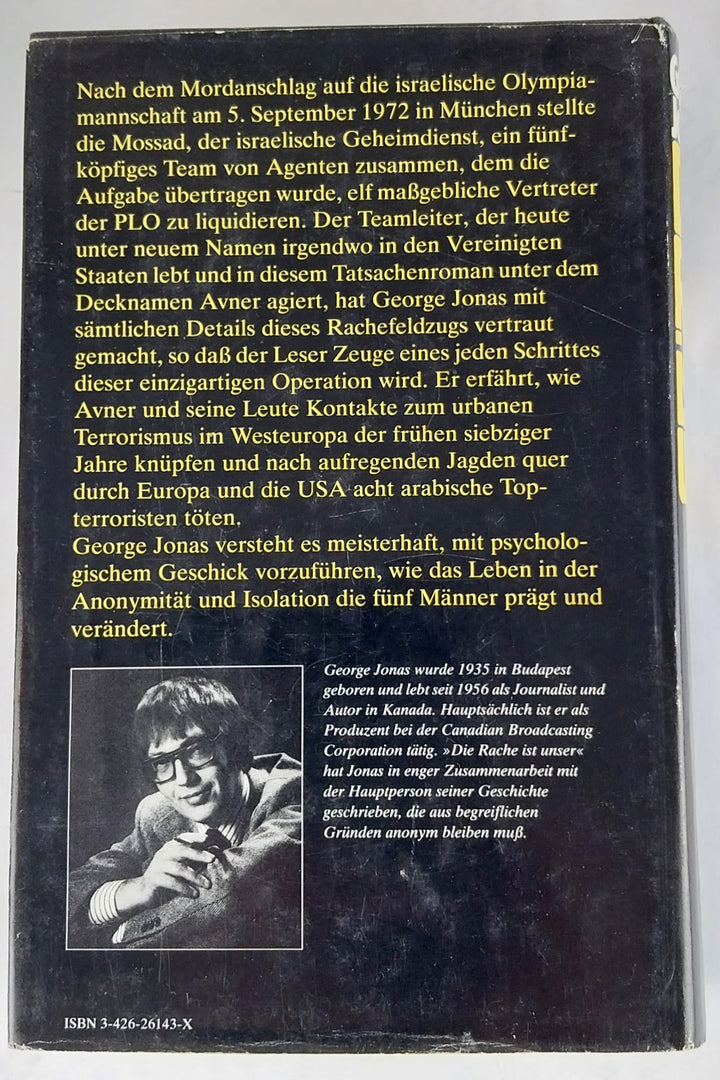 Nach dem Mordanschlag auf die israelische Olympia-
mannschaft am 5. September 1972 in München stellte
die Mossad, der israelische Geheimdienst, ein fünf-
köpfiges Team von Agenten zusammen, dem die
Aufgabe übertragen wurde, elf maßgebliche Vertreter
der PLO zu liquidieren. Der Teamleiter, der heute
unter neuem Namen irgendwo in den Vereinigten
Staaten lebt und in diesem Tatsachenroman unter dem
Decknamen Avner agiert, hat George Jonas mit
sämtlichen Details dieses Rachefeldzugs vertraut
gemacht, so daß der Leser Zeuge eines jeden Schrittes
dieser einzigartigen Operation wird. Er erfährt, wie
Avner und seine Leute Kontakte zum urbanen
Terrorismus im Westeuropa der frühen siebziger
Jahre knüpfen und nach aufregenden Jagden quer
durch Europa und die USA acht arabische Top-
terroristen töten.
George Jonas versteht es meisterhaft, mit psycholo-
gischem Geschick vorzuführen, wie das Leben in der
Anonymität und Isolation die fünf Männer prägt und
verändert.
George Jonas wurde 1935 in Budapest
geboren und lebt seit 1956 als Journalist und
Autor in Kanada. Hauptsächlich ist er als
Produzent bei der Canadian Broadcasting
Corporation tätig. »Die Rache ist unser«
hat Jonas in enger Zusammenarbeit mit
der Hauptperson seiner Geschichte
geschrieben, die aus begreiflichen
Gründen anonym bleiben muß.
ISBN 3-426-26143-X